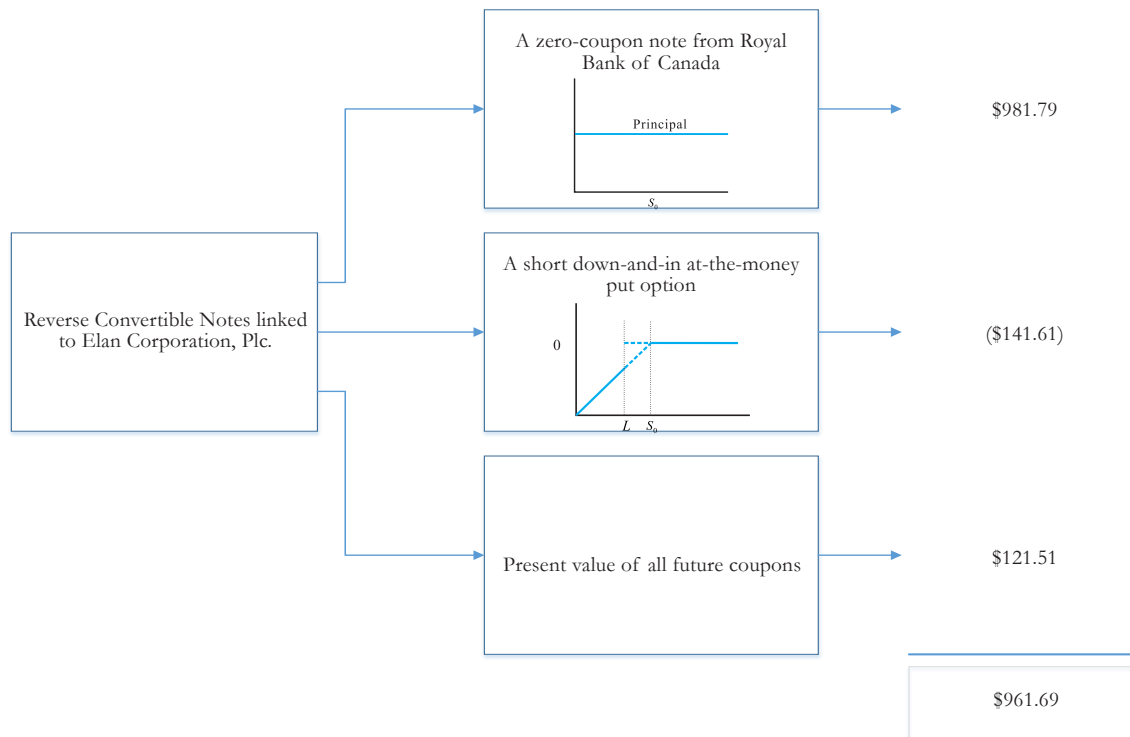 A zero-coupon note from Royal
Bank of Canada
Principal
S₀
$981.79
Reverse Convertible Notes linked
to Elan Corporation, Plc.
A short down-and-in at-the-money
put option
0
L S₀
($141.61)
Present value of all future coupons
$121.51
$961.69